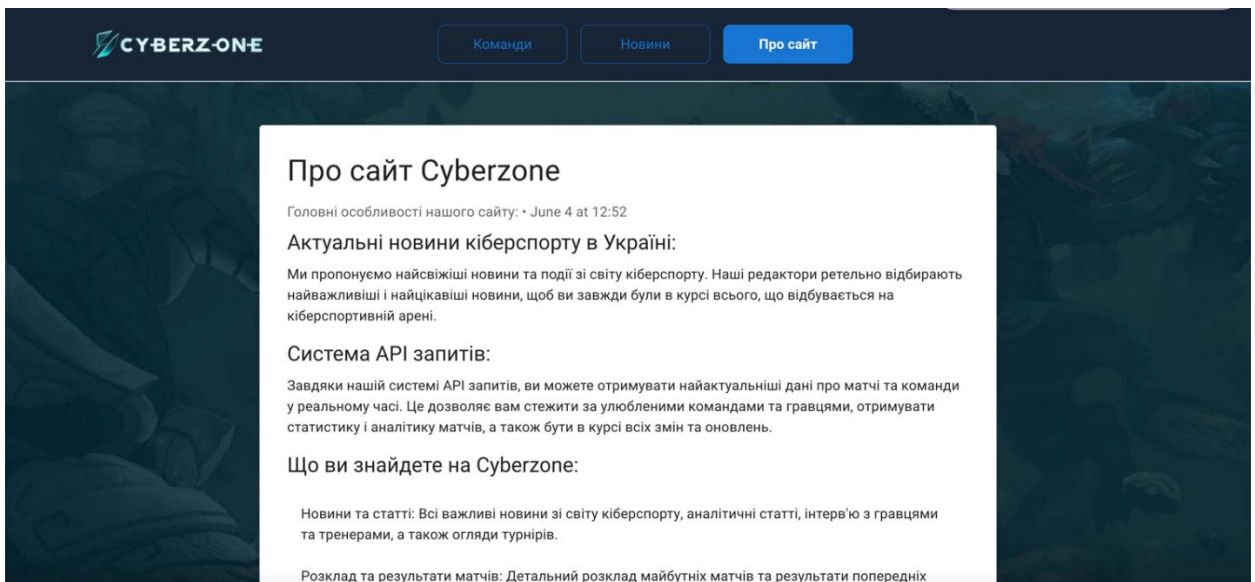 CYBERZ-ONE
Команди
Новини
Про сайт
Про сайт Cyberzone
Головні особливості нашого сайту: • June 4 at 12:52
Актуальні новини кіберспорту в Україні:
Ми пропонуємо найсвіжіші новини та події зі світу кіберспорту. Наші редактори ретельно відбирають
найважливіші і найцікавіші новини, щоб ви завжди були в курсі всього, що відбувається на
кіберспортивній арені.
Система API запитів:
Завдяки нашій системі API запитів, ви можете отримувати найактуальніші дані про матчі та команди
у реальному часі. Це дозволяє вам стежити за улюбленими командами та гравцями, отримувати
статистику і аналітику матчів, а також бути в курсі всіх змін та оновлень.
Що ви знайдете на Cyberzone:
Новини та статті: Всі важливі новини зі світу кіберспорту, аналітичні статті, інтерв'ю з гравцями
та тренерами, а також огляди турнірів.
Розклад та результати матчів: Детальний розклад майбутніх матчів та результати попередніх